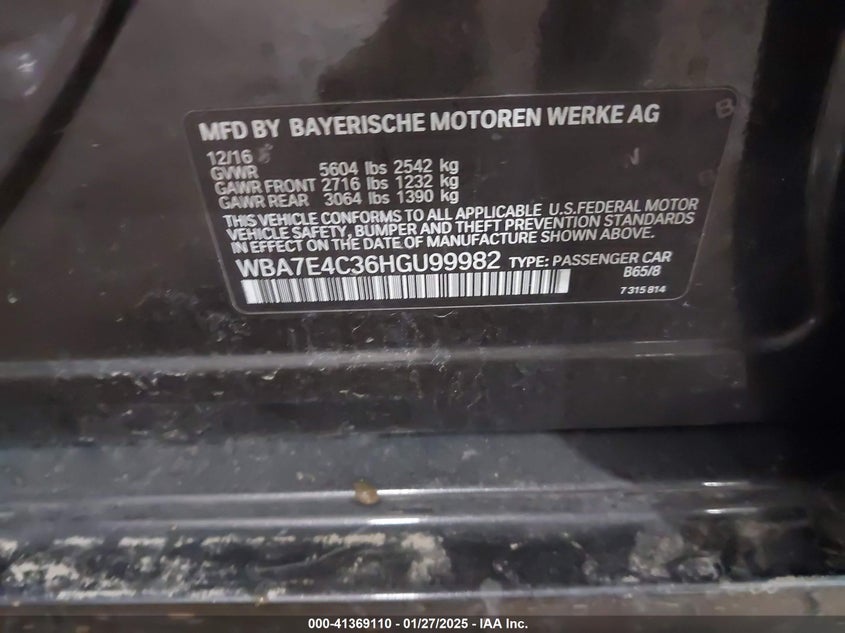 MFD BY BAYERISCHE MOTOREN WERKE AG
12/16
GVWR 5604 lbs 2542 kg
GAWR FRONT 2716 lbs 1232 kg
GAWR REAR 3064 lbs 1390 kg
THIS VEHICLE CONFORMS TO ALL APPLICABLE U.S.FEDERAL MOTOR
VEHICLE SAFETY, BUMPER AND THEFT PREVENTION STANDARDS
IN EFFECT ON THE DATE OF MANUFACTURE SHOWN ABOVE.
WBA7E4C36HGU99982 TYPE: PASSENGER CAR
B65/8
7 315 814
000-41369110 - 01/27/2025 - IAA Inc.